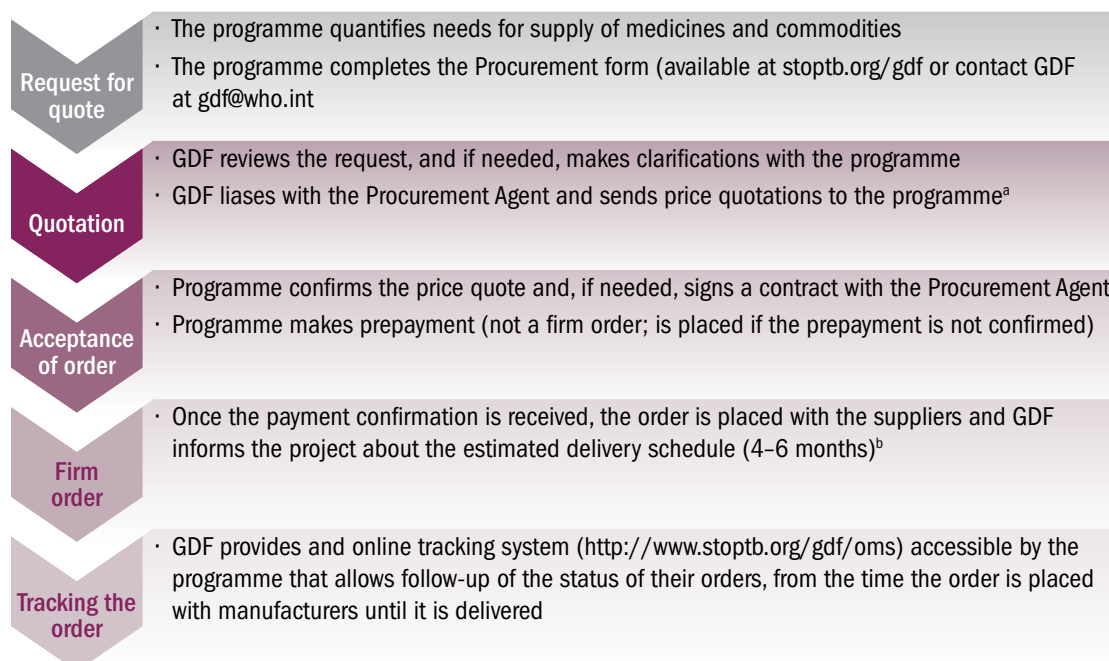 Request for
quote
· The programme quantifies needs for supply of medicines and commodities
· The programme completes the Procurement form (available at stoptb.org/gdf or contact GDF
at gdf@who.int
Quotation
· GDF reviews the request, and if needed, makes clarifications with the programme
· GDF liases with the Procurement Agent and sends price quotations to the programmeᵃ
Acceptance
of order
· Programme confirms the price quote and, if needed, signs a contract with the Procurement Agent
· Programme makes prepayment (not a firm order; is placed if the prepayment is not confirmed)
Firm
order
· Once the payment confirmation is received, the order is placed with the suppliers and GDF
informs the project about the estimated delivery schedule (4–6 months)ᵇ
Tracking the
order
· GDF provides and online tracking system (http://www.stoptb.org/gdf/oms) accessible by the
programme that allows follow-up of the status of their orders, from the time the order is placed
with manufacturers until it is delivered